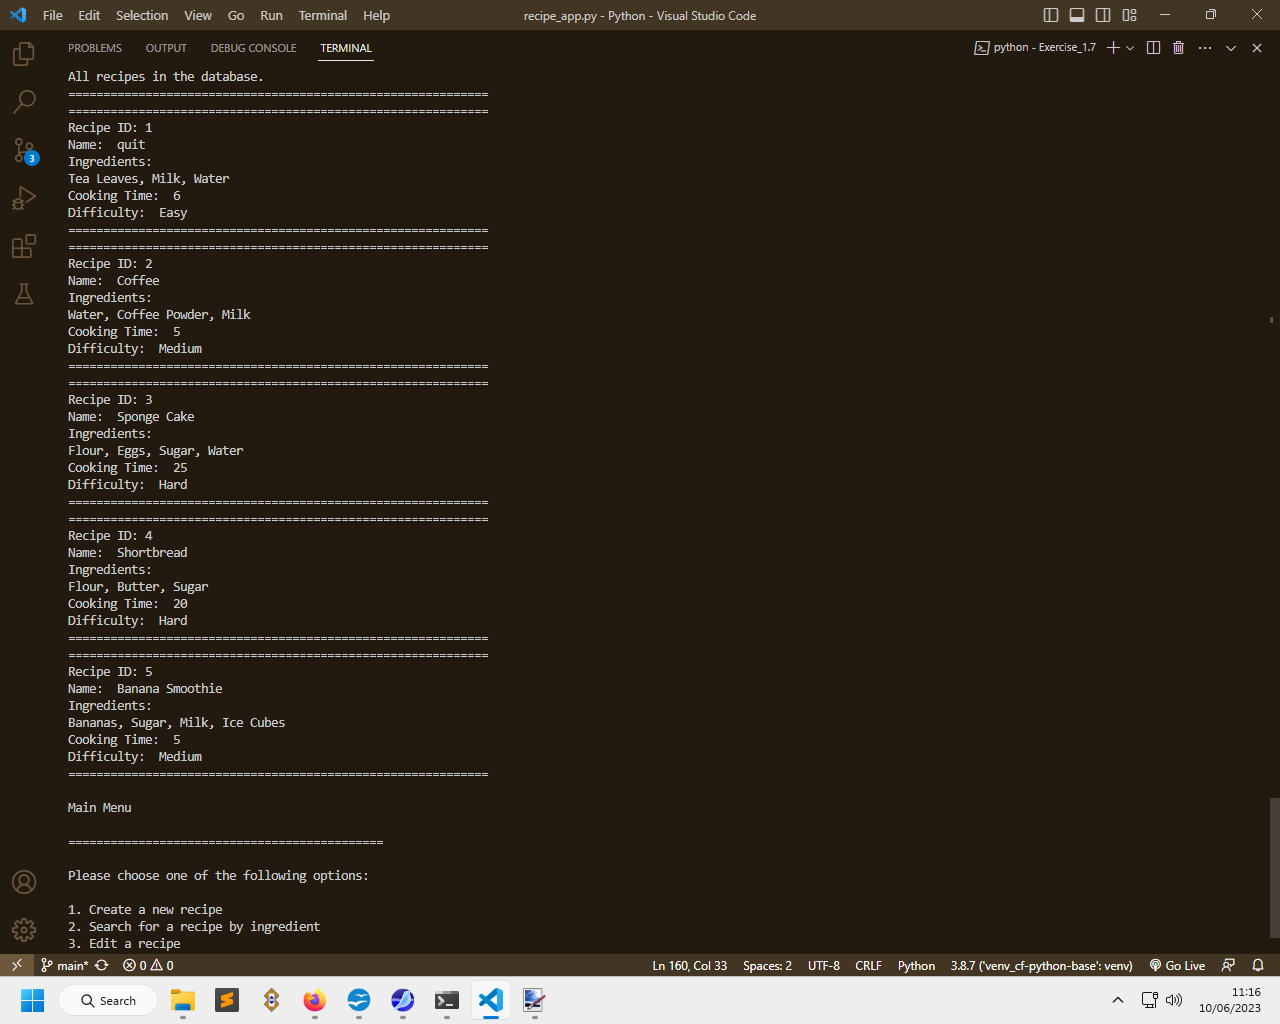 File Edit Selection View Go Run Terminal Help recipe_app.py - Python - Visual Studio Code
PROBLEMS OUTPUT DEBUG CONSOLE TERMINAL python - Exercise_1.7
All recipes in the database.
============================================================
============================================================
Recipe ID: 1
Name:  quit
Ingredients:
Tea Leaves, Milk, Water
Cooking Time:  6
Difficulty:  Easy
============================================================
============================================================
Recipe ID: 2
Name:  Coffee
Ingredients:
Water, Coffee Powder, Milk
Cooking Time:  5
Difficulty:  Medium
============================================================
============================================================
Recipe ID: 3
Name:  Sponge Cake
Ingredients:
Flour, Eggs, Sugar, Water
Cooking Time:  25
Difficulty:  Hard
============================================================
============================================================
Recipe ID: 4
Name:  Shortbread
Ingredients:
Flour, Butter, Sugar
Cooking Time:  20
Difficulty:  Hard
============================================================
============================================================
Recipe ID: 5
Name:  Banana Smoothie
Ingredients:
Bananas, Sugar, Milk, Ice Cubes
Cooking Time:  5
Difficulty:  Medium
============================================================
Main Menu
=============================================
Please choose one of the following options:
1. Create a new recipe
2. Search for a recipe by ingredient
3. Edit a recipe
3
main* 0 0 Ln 160, Col 33 Spaces: 2 UTF-8 CRLF Python 3.8.7 ('venv_cf-python-base': venv) Go Live
Search
11:16
10/06/2023